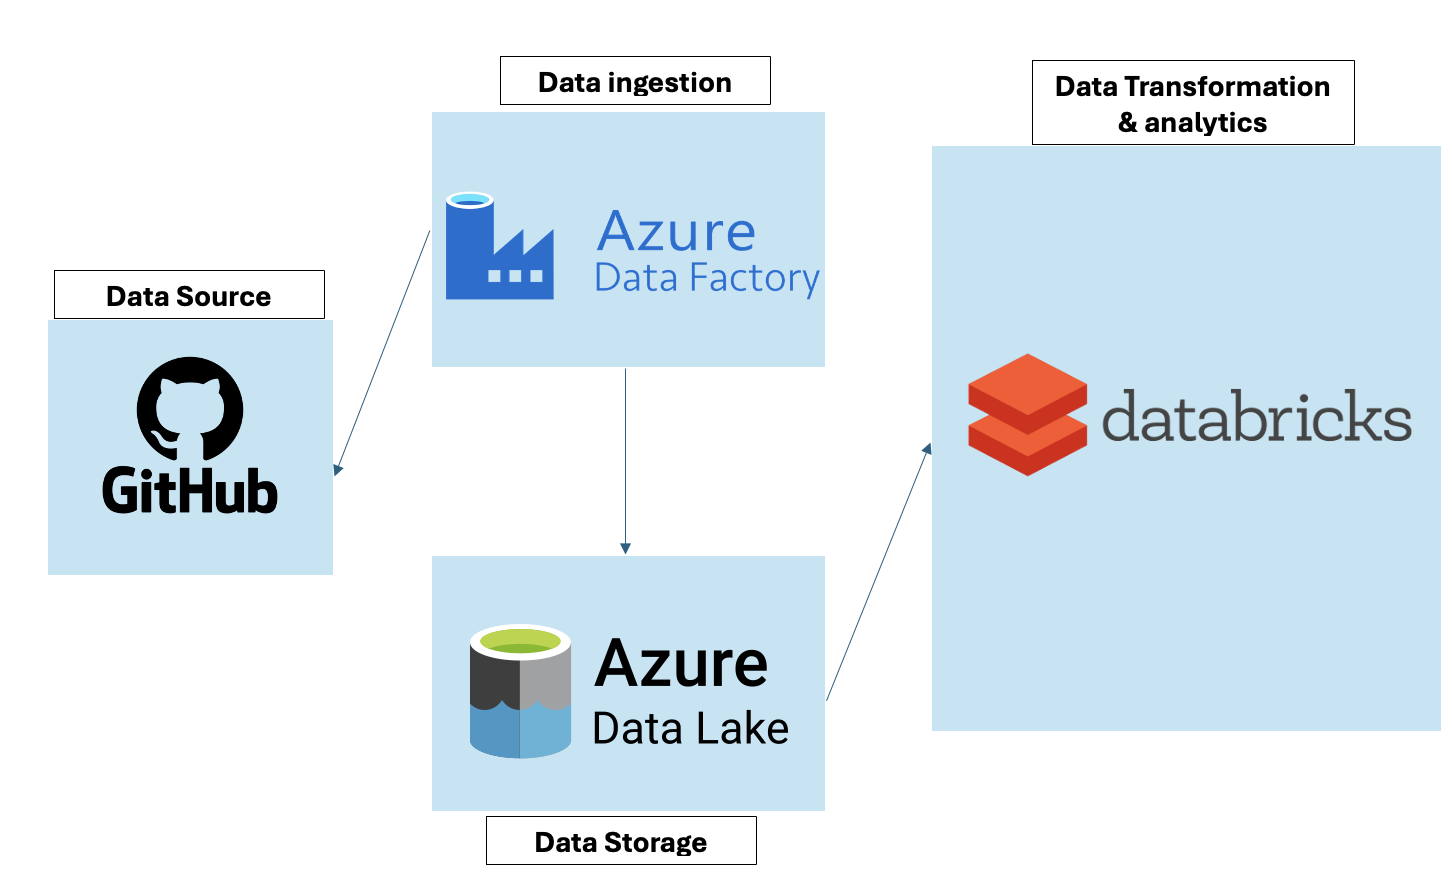 Data ingestion
Azure
Data Factory
Data Source
GitHub
Azure
Data Lake
Data Storage
Data Transformation
& analytics
databricks